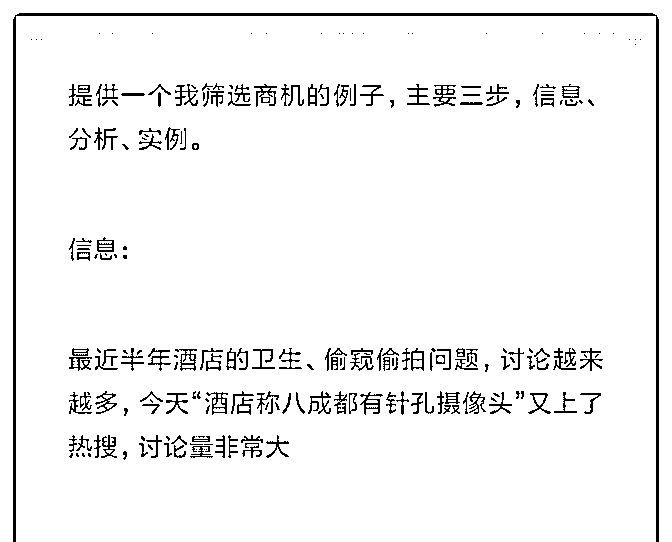 提供一个我筛选商机的例子，主要三步，信息、
分析、实例。
信息：
最近半年酒店的卫生、偷窥偷拍问题，讨论越来
越多，今天“酒店称八成都有针孔摄像头”又上了
热搜，讨论量非常大